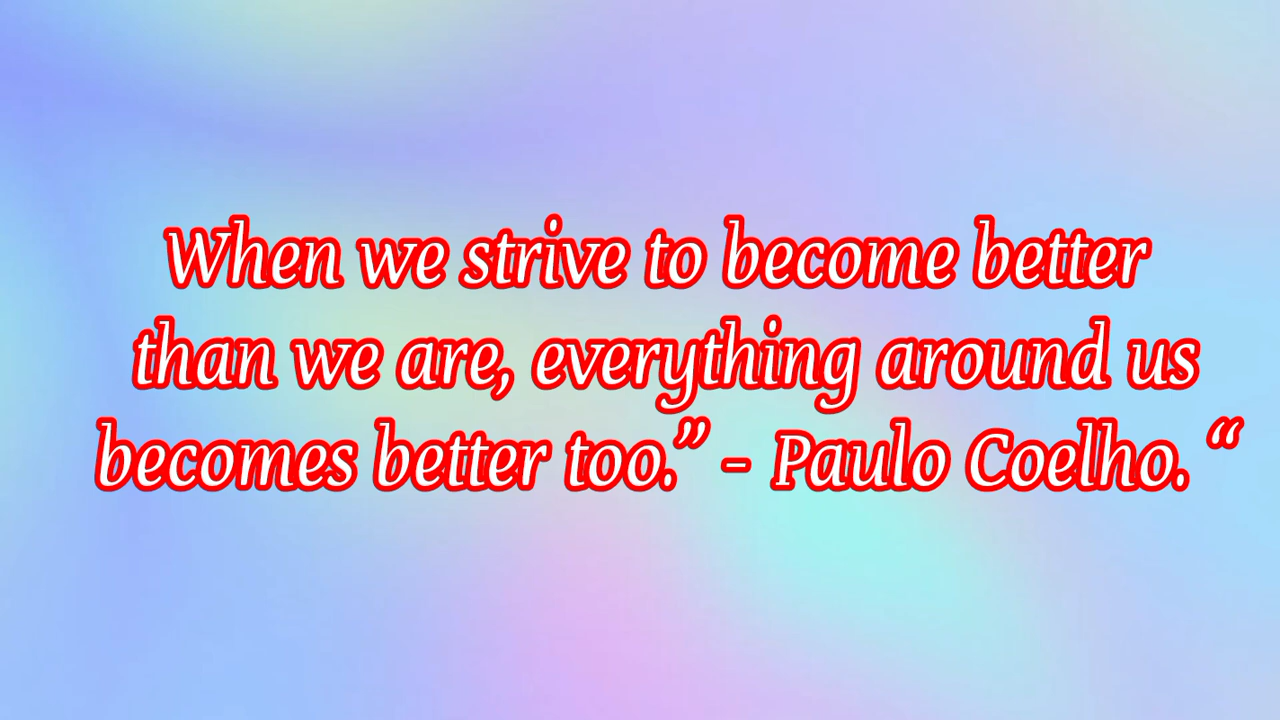 When we strive to become better
than we are, everything around us
becomes better too.” - Paulo Coelho. “